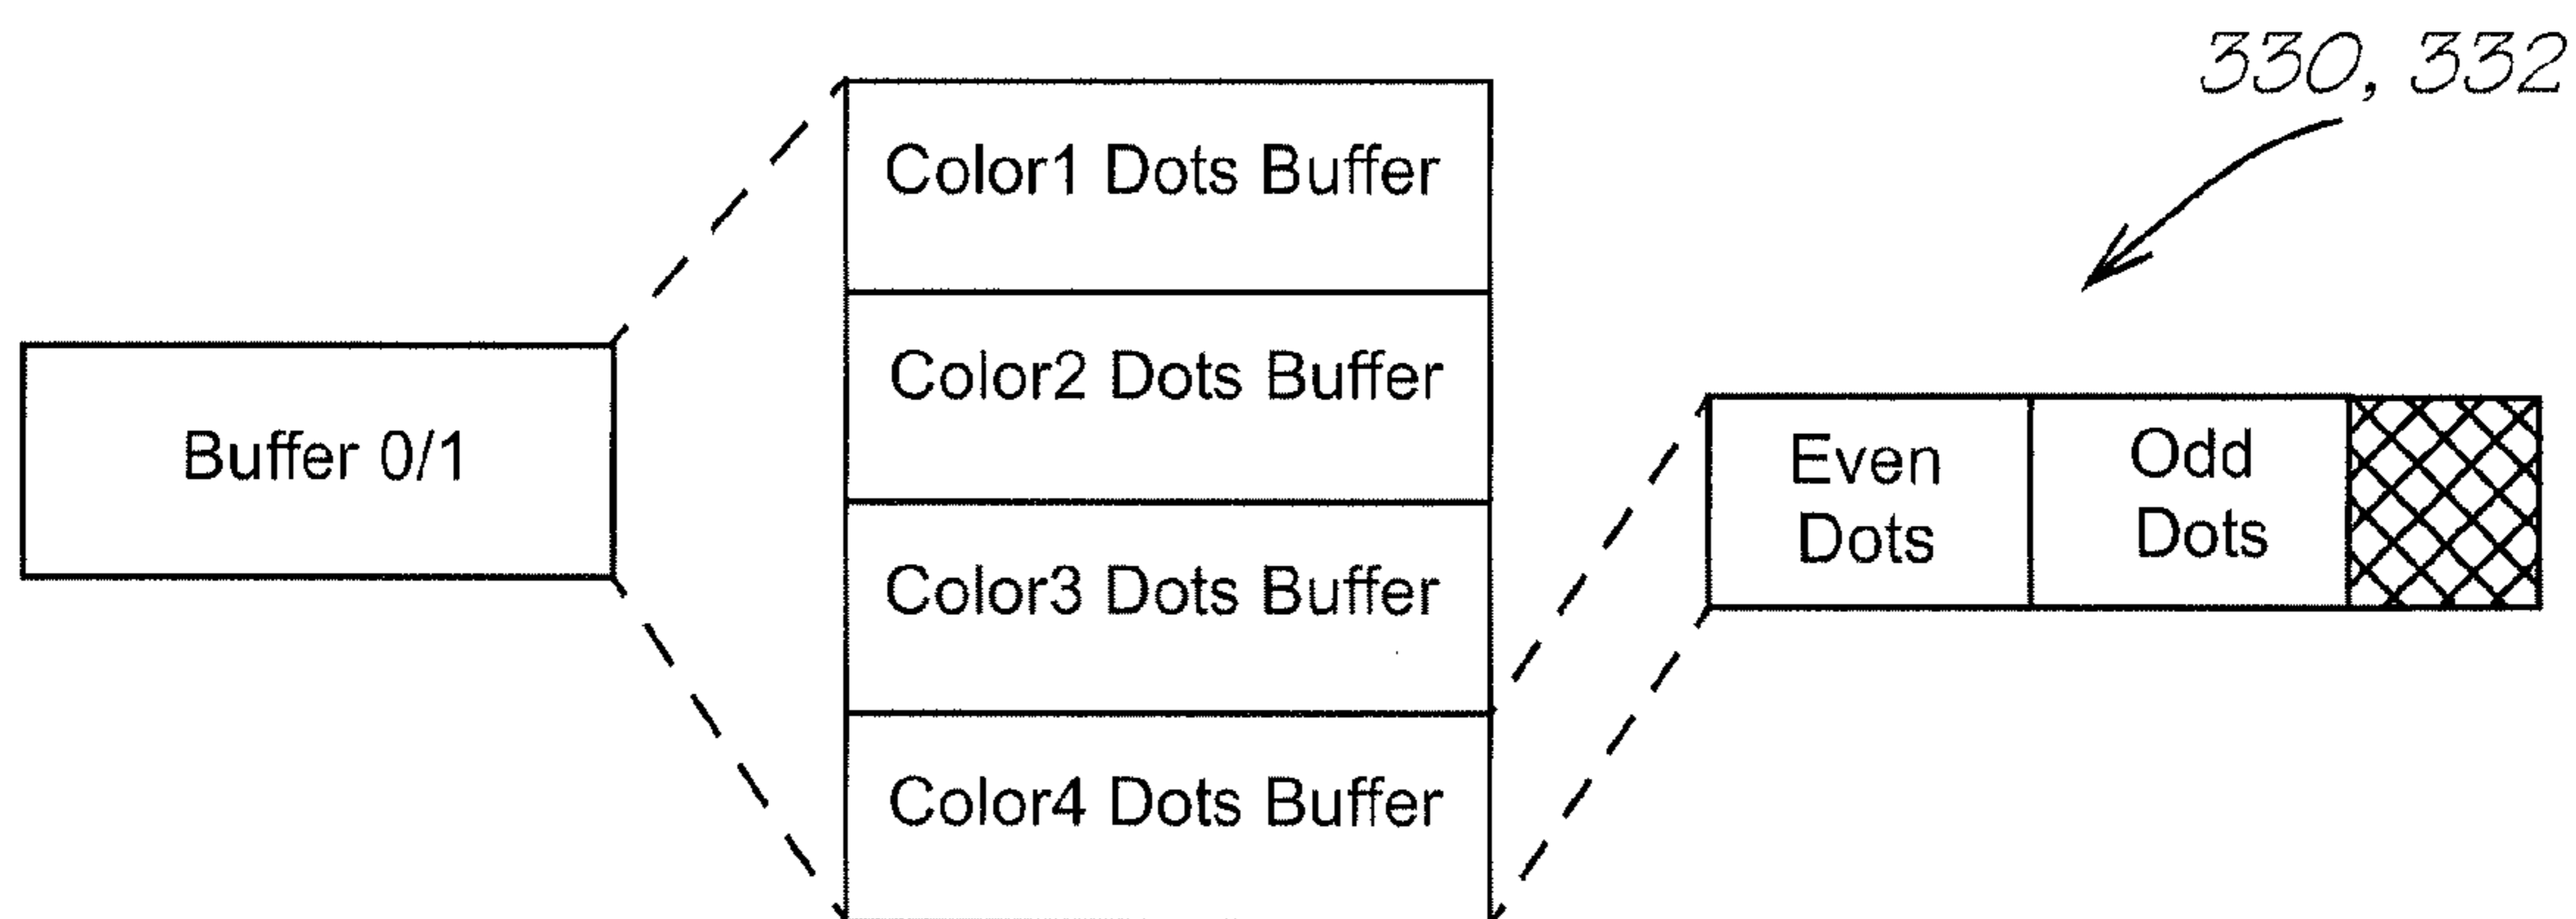 330, 332
Color1 Dots Buffer
Color2 Dots Buffer
Buffer 0/1
Color3 Dots Buffer
Color4 Dots Buffer
Even
Dots
Odd
Dots